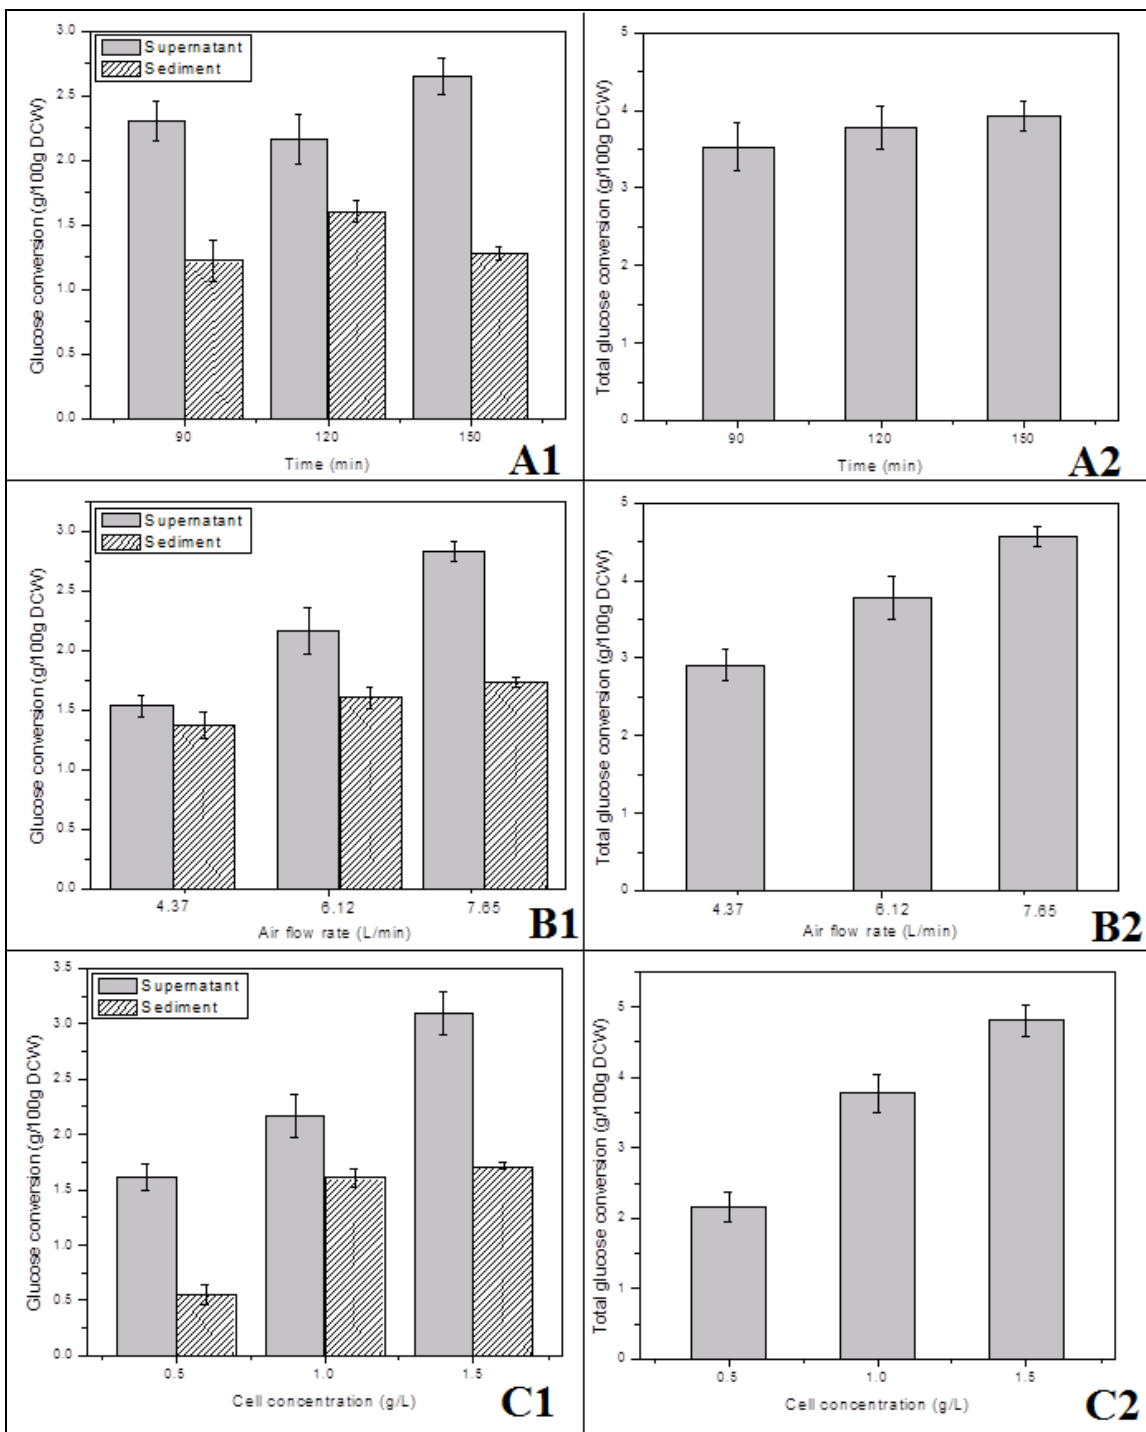 3.0
2.5
2.0
1.5
1.0
0.5
0.0
Glucose conversion (g/100g DCW)
Supernatant
Sediment
90 120 150
Time (min)
A1
5
4
3
2
1
0
Total glucose conversion (g/100g DCW)
90 120 150
Time (min)
A2
3.0
2.5
2.0
1.5
1.0
0.5
0.0
Glucose conversion (g/100g DCW)
Supernatant
Sediment
4.37 6.12 7.65
Air flow rate (L/min)
B1
5
4
3
2
1
0
Total glucose conversion (g/100g DCW)
4.37 6.12 7.65
Air flow rate (L/min)
B2
3.5
3.0
2.5
2.0
1.5
1.0
0.5
0.0
Glucose conversion (g/100g DCW)
Supernatant
Sediment
0.5 1.0 1.5
Cell concentration (g/L)
C1
5
4
3
2
1
0
Total glucose conversion (g/100g DCW)
0.5 1.0 1.5
Cell concentration (g/L)
C2